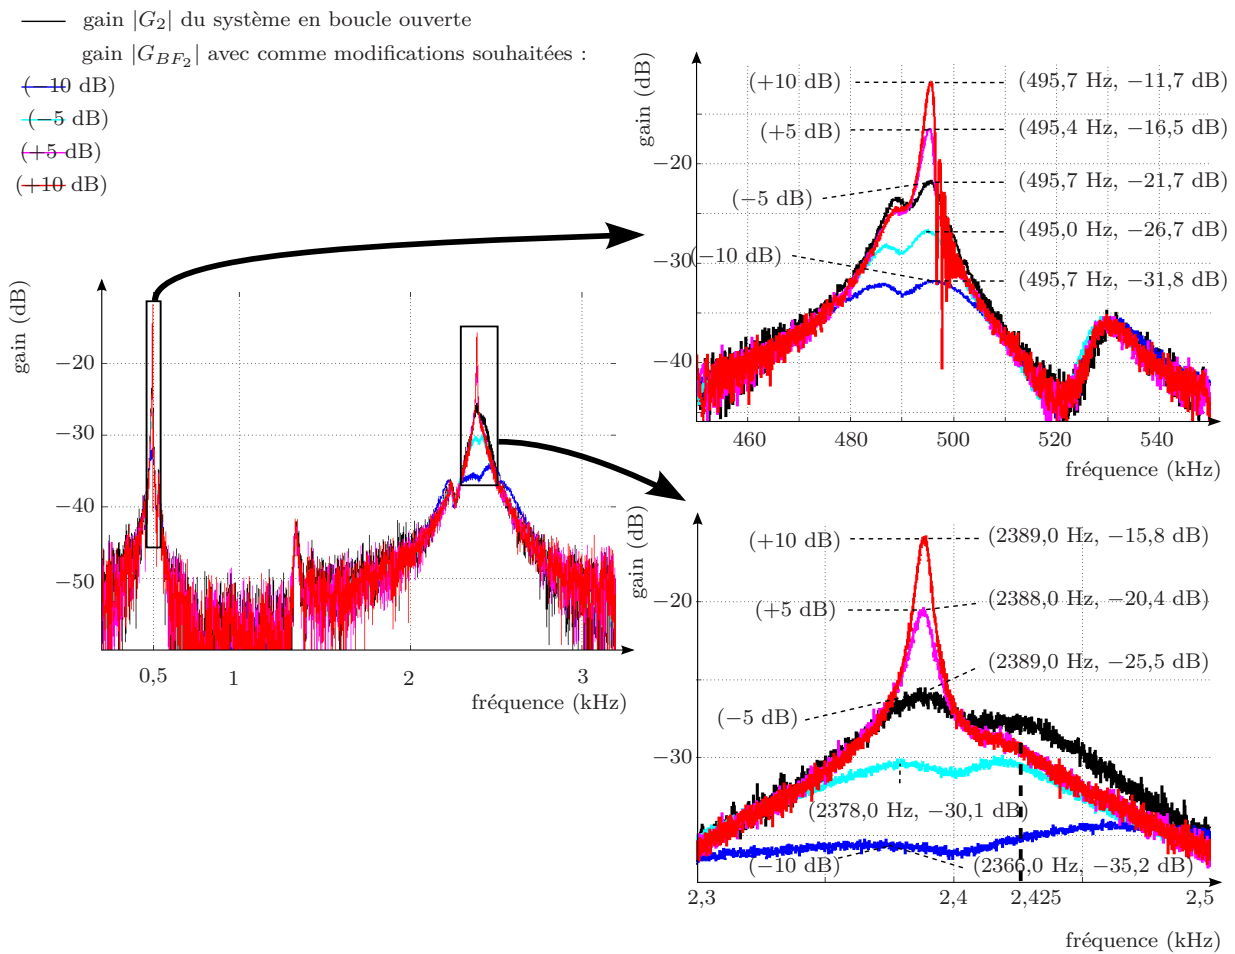 gain |G₂| du système en boucle ouverte
gain |G_BF₂| avec comme modifications souhaitées :
(−10 dB)
(−5 dB)
(+5 dB)
(+10 dB)
gain (dB)
−20
−30
−40
−50
0,5
1
2
3
fréquence (kHz)
gain (dB)
(+10 dB)
(495,7 Hz, −11,7 dB)
(+5 dB)
(495,4 Hz, −16,5 dB)
−20
(−5 dB)
(495,7 Hz, −21,7 dB)
(495,0 Hz, −26,7 dB)
(−10 dB)
−30
(495,7 Hz, −31,8 dB)
−40
460
480
500
520
540
fréquence (kHz)
gain (dB)
(+10 dB)
(2389,0 Hz, −15,8 dB)
−20
(+5 dB)
(2388,0 Hz, −20,4 dB)
(2389,0 Hz, −25,5 dB)
(−5 dB)
−30
(2378,0 Hz, −30,1 dB)
(−10 dB)
(2366,0 Hz, −35,2 dB)
2,3
2,4
2,425
2,5
fréquence (kHz)